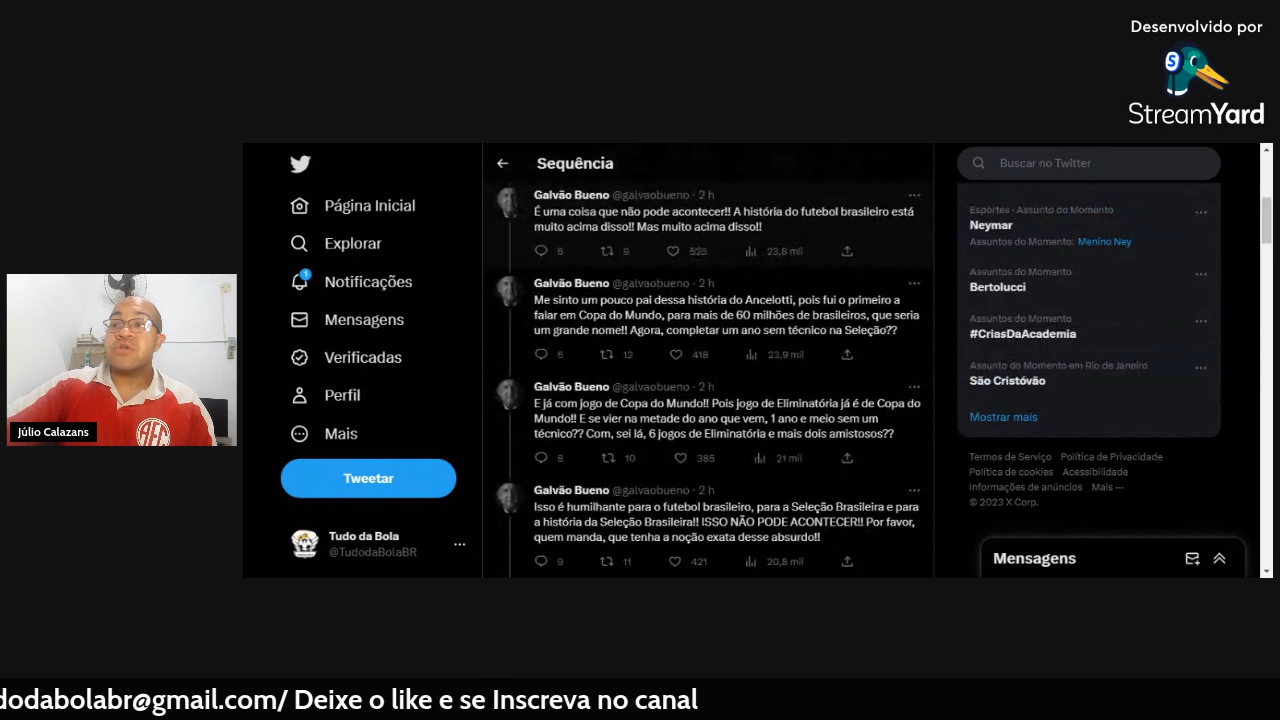 Desenvolvido por
StreamYard
Júlio Calazans
Página Inicial
Explorar
1
Notificações
Mensagens
Verificadas
Perfil
Mais
Tweetar
Tudo da Bola
@TudodaBolaBR
Sequência
Galvão Bueno @galvaobueno · 2 h
É uma coisa que não pode acontecer!! A história do futebol brasileiro está
muito acima disso!! Mas muito acima disso!!
6 9 523 23,8 mil
Galvão Bueno @galvaobueno · 2 h
Me sinto um pouco pai dessa história do Ancelotti, pois fui o primeiro a
falar em Copa do Mundo, para mais de 60 milhões de brasileiros, que seria
um grande nome!! Agora, completar um ano sem técnico na Seleção??
6 12 418 23,9 mil
Galvão Bueno @galvaobueno · 2 h
E já com jogo de Copa do Mundo!! Pois jogo de Eliminatória já é de Copa do
Mundo!! E se vier na metade do ano que vem, 1 ano e meio sem um
técnico?? Com, sei lá, 6 jogos de Eliminatória e mais dois amistosos??
8 10 385 21 mil
Galvão Bueno @galvaobueno · 2 h
Isso é humilhante para o futebol brasileiro, para a Seleção Brasileira e para
a história da Seleção Brasileira!! ISSO NÃO PODE ACONTECER!! Por favor,
quem manda, que tenha a noção exata desse absurdo!!
9 11 421 20,8 mil
Buscar no Twitter
Esportes · Assunto do Momento
Neymar
Assuntos do Momento: Menino Ney
Assuntos do Momento
Bertolucci
Assuntos do Momento
#CriasDaAcademia
Assunto do Momento em Rio de Janeiro
São Cristóvão
Mostrar mais
Termos de Serviço Política de Privacidade
Política de cookies Acessibilidade
Informações de anúncios Mais ···
© 2023 X Corp.
Mensagens
dodabolabr@gmail.com/ Deixe o like e se Inscreva no canal